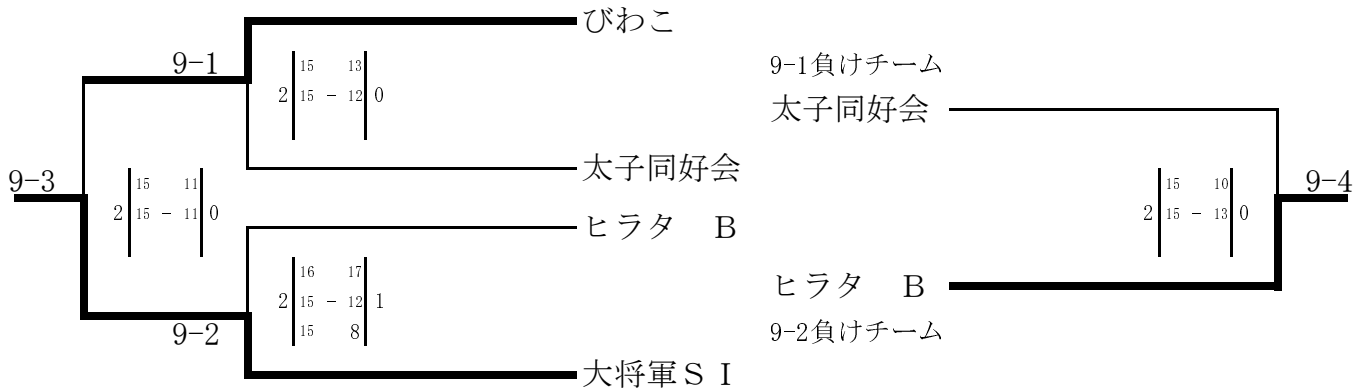 びわこ
9-1
15 13
2 15 - 12 0
太子同好会
9-3
15 11
2 15 - 11 0
ヒラタ B
16 17
2 15 - 12 1
15 8
9-2
大将軍ＳＩ
9-1負けチーム
太子同好会
9-4
15 10
2 15 - 13 0
ヒラタ B
9-2負けチーム